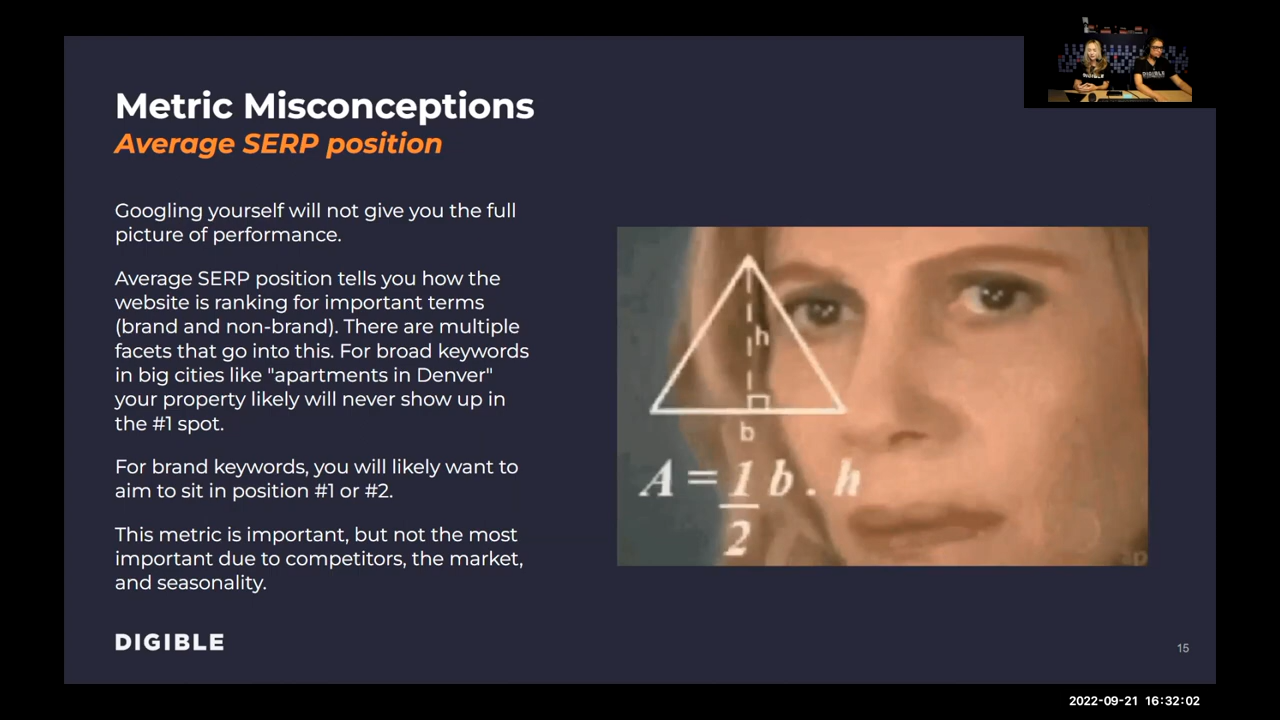 Metric Misconceptions
Average SERP position
Googling yourself will not give you the full
picture of performance.
Average SERP position tells you how the
website is ranking for important terms
(brand and non-brand). There are multiple
facets that go into this. For broad keywords
in big cities like "apartments in Denver"
your property likely will never show up in
the #1 spot.
For brand keywords, you will likely want to
aim to sit in position #1 or #2.
This metric is important, but not the most
important due to competitors, the market,
and seasonality.
h
b
A = 1/2 b . h
DIGIBLE
15
DIGIBLE
DIGIBLE
2022-09-21 16:32:02